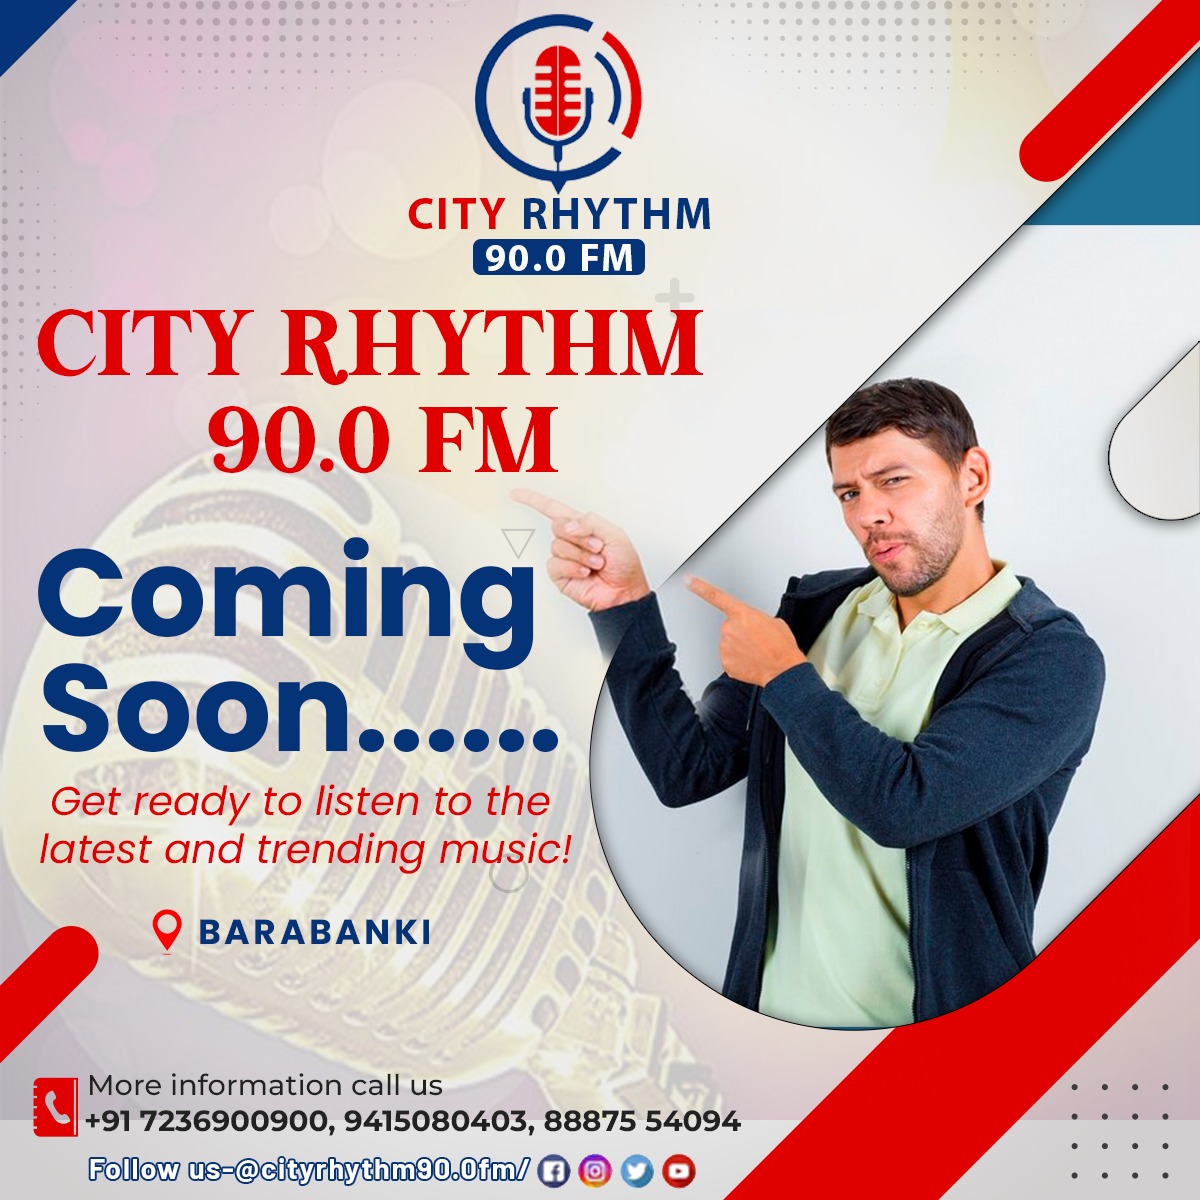 CITY RHYTHM
90.0 FM
CITY RHYTHM
90.0 FM
Coming
Soon......
Get ready to listen to the
latest and trending music!
BARABANKI
More information call us
+91 7236900900, 9415080403, 88875 54094
Follow us-@cityrhythm90.0fm/